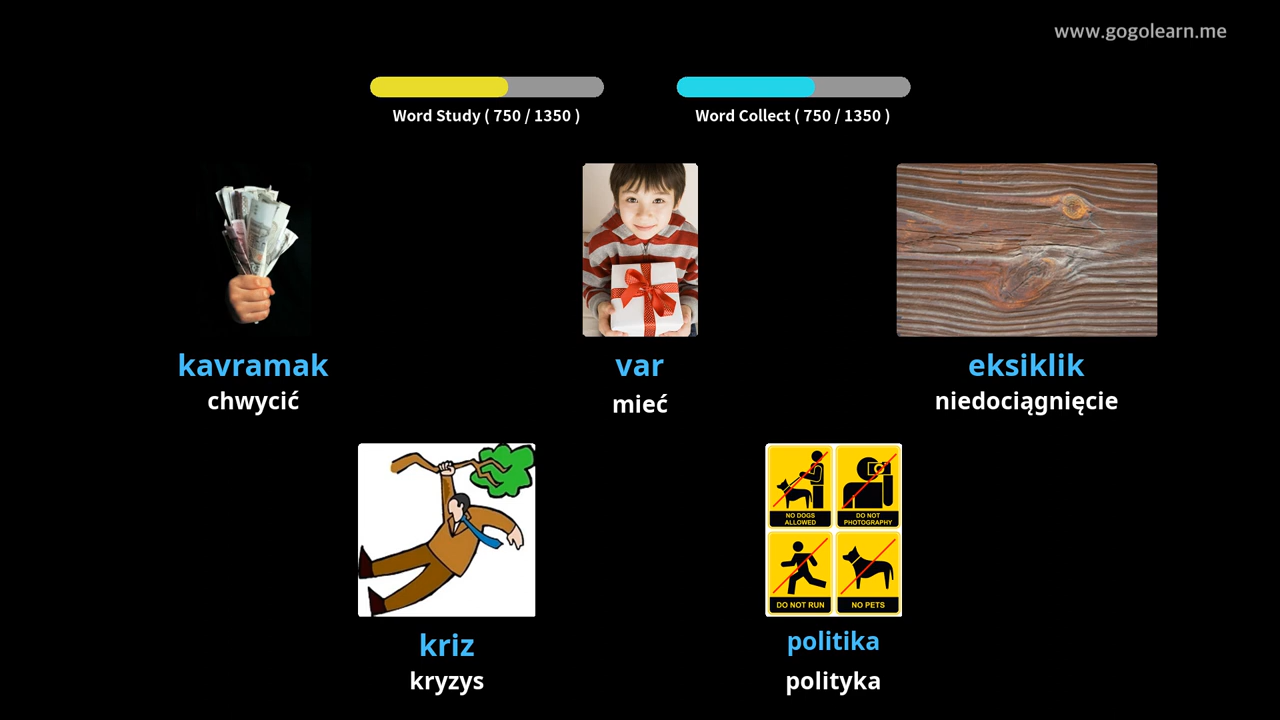 www.gogolearn.me
Word Study ( 750 / 1350 )
Word Collect ( 750 / 1350 )
kavramak
chwycić
var
mieć
eksiklik
niedociągnięcie
NO DOGS
ALLOWED
DO NOT
PHOTOGRAPHY
DO NOT RUN
NO PETS
kriz
kryzys
politika
polityka